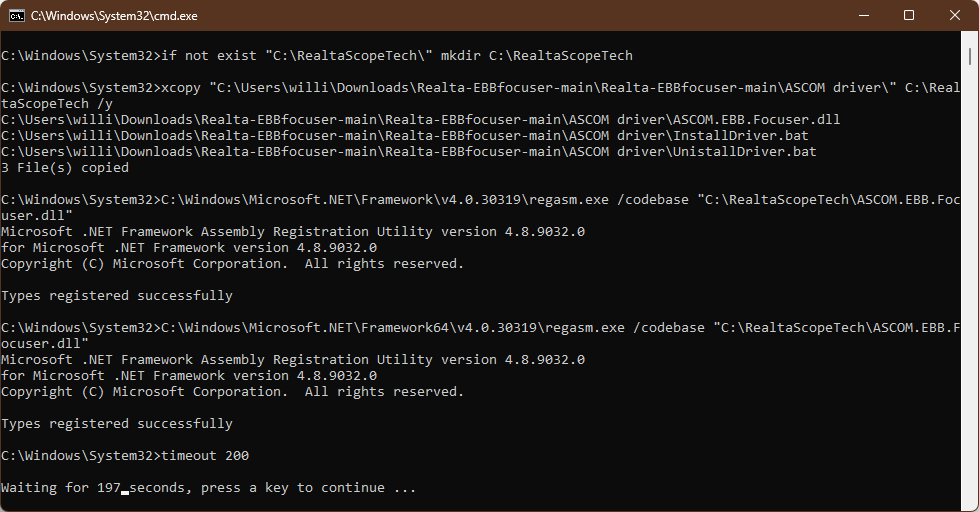 C:\Windows\System32\cmd.exe
C:\Windows\System32>if not exist "C:\RealtaScopeTech\" mkdir C:\RealtaScopeTech
C:\Windows\System32>xcopy "C:\Users\willi\Downloads\Realta-EBBfocuser-main\Realta-EBBfocuser-main\ASCOM driver\" C:\Real
taScopeTech /y
C:\Users\willi\Downloads\Realta-EBBfocuser-main\Realta-EBBfocuser-main\ASCOM driver\ASCOM.EBB.Focuser.dll
C:\Users\willi\Downloads\Realta-EBBfocuser-main\Realta-EBBfocuser-main\ASCOM driver\InstallDriver.bat
C:\Users\willi\Downloads\Realta-EBBfocuser-main\Realta-EBBfocuser-main\ASCOM driver\UnistallDriver.bat
3 File(s) copied
C:\Windows\System32>C:\Windows\Microsoft.NET\Framework\v4.0.30319\regasm.exe /codebase "C:\RealtaScopeTech\ASCOM.EBB.Foc
user.dll"
Microsoft .NET Framework Assembly Registration Utility version 4.8.9032.0
for Microsoft .NET Framework version 4.8.9032.0
Copyright (C) Microsoft Corporation.  All rights reserved.
Types registered successfully
C:\Windows\System32>C:\Windows\Microsoft.NET\Framework64\v4.0.30319\regasm.exe /codebase "C:\RealtaScopeTech\ASCOM.EBB.F
ocuser.dll"
Microsoft .NET Framework Assembly Registration Utility version 4.8.9032.0
for Microsoft .NET Framework version 4.8.9032.0
Copyright (C) Microsoft Corporation.  All rights reserved.
Types registered successfully
C:\Windows\System32>timeout 200
Waiting for 197 seconds, press a key to continue ...